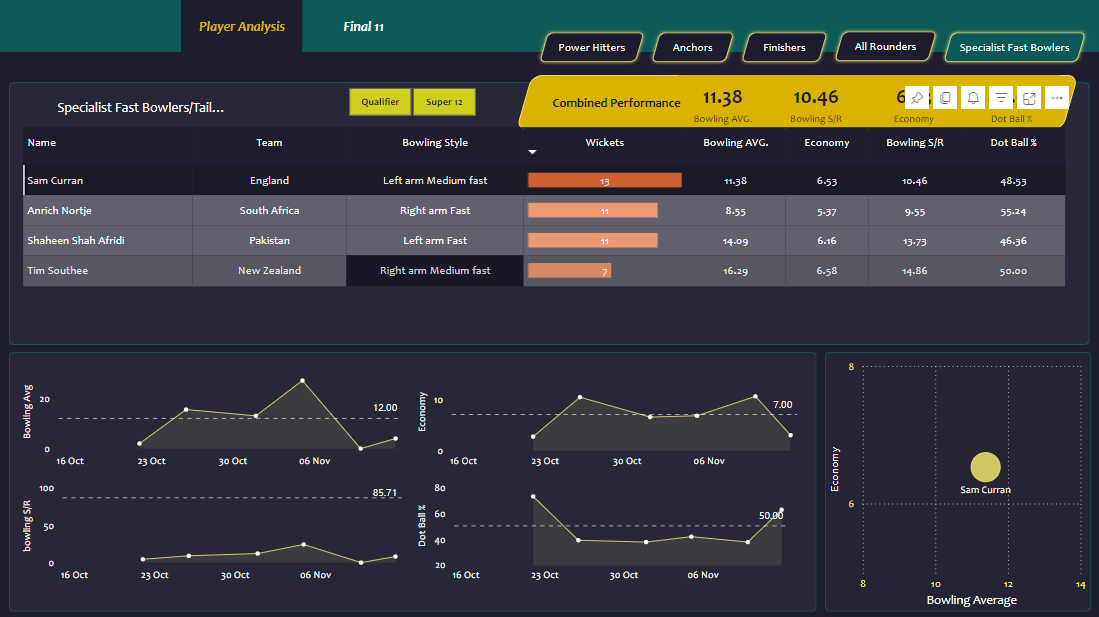 Player Analysis
Final 11
Power Hitters
Anchors
Finishers
All Rounders
Specialist Fast Bowlers
Specialist Fast Bowlers/Tail...
Qualifier
Super 12
Combined Performance
11.38
10.46
Bowling AVG.
Bowling S/R
Economy
Dot Ball %
Name Team Bowling Style Wickets Bowling AVG. Economy Bowling S/R Dot Ball %
Sam Curran England Left arm Medium fast 13 11.38 6.53 10.46 48.53
Anrich Nortje South Africa Right arm Fast 11 8.55 5.37 9.55 55.24
Shaheen Shah Afridi Pakistan Left arm Fast 11 14.09 6.16 13.73 46.36
Tim Southee New Zealand Right arm Medium fast 7 16.29 6.58 14.86 50.00
Bowling Avg
20
0
12.00
16 Oct 23 Oct 30 Oct 06 Nov
Economy
10
0
7.00
16 Oct 23 Oct 30 Oct 06 Nov
bowling S/R
100
50
0
85.71
16 Oct 23 Oct 30 Oct 06 Nov
Dot Ball %
80
60
40
20
50.00
16 Oct 23 Oct 30 Oct 06 Nov
Economy
8
6
Sam Curran
8 10 12 14
Bowling Average